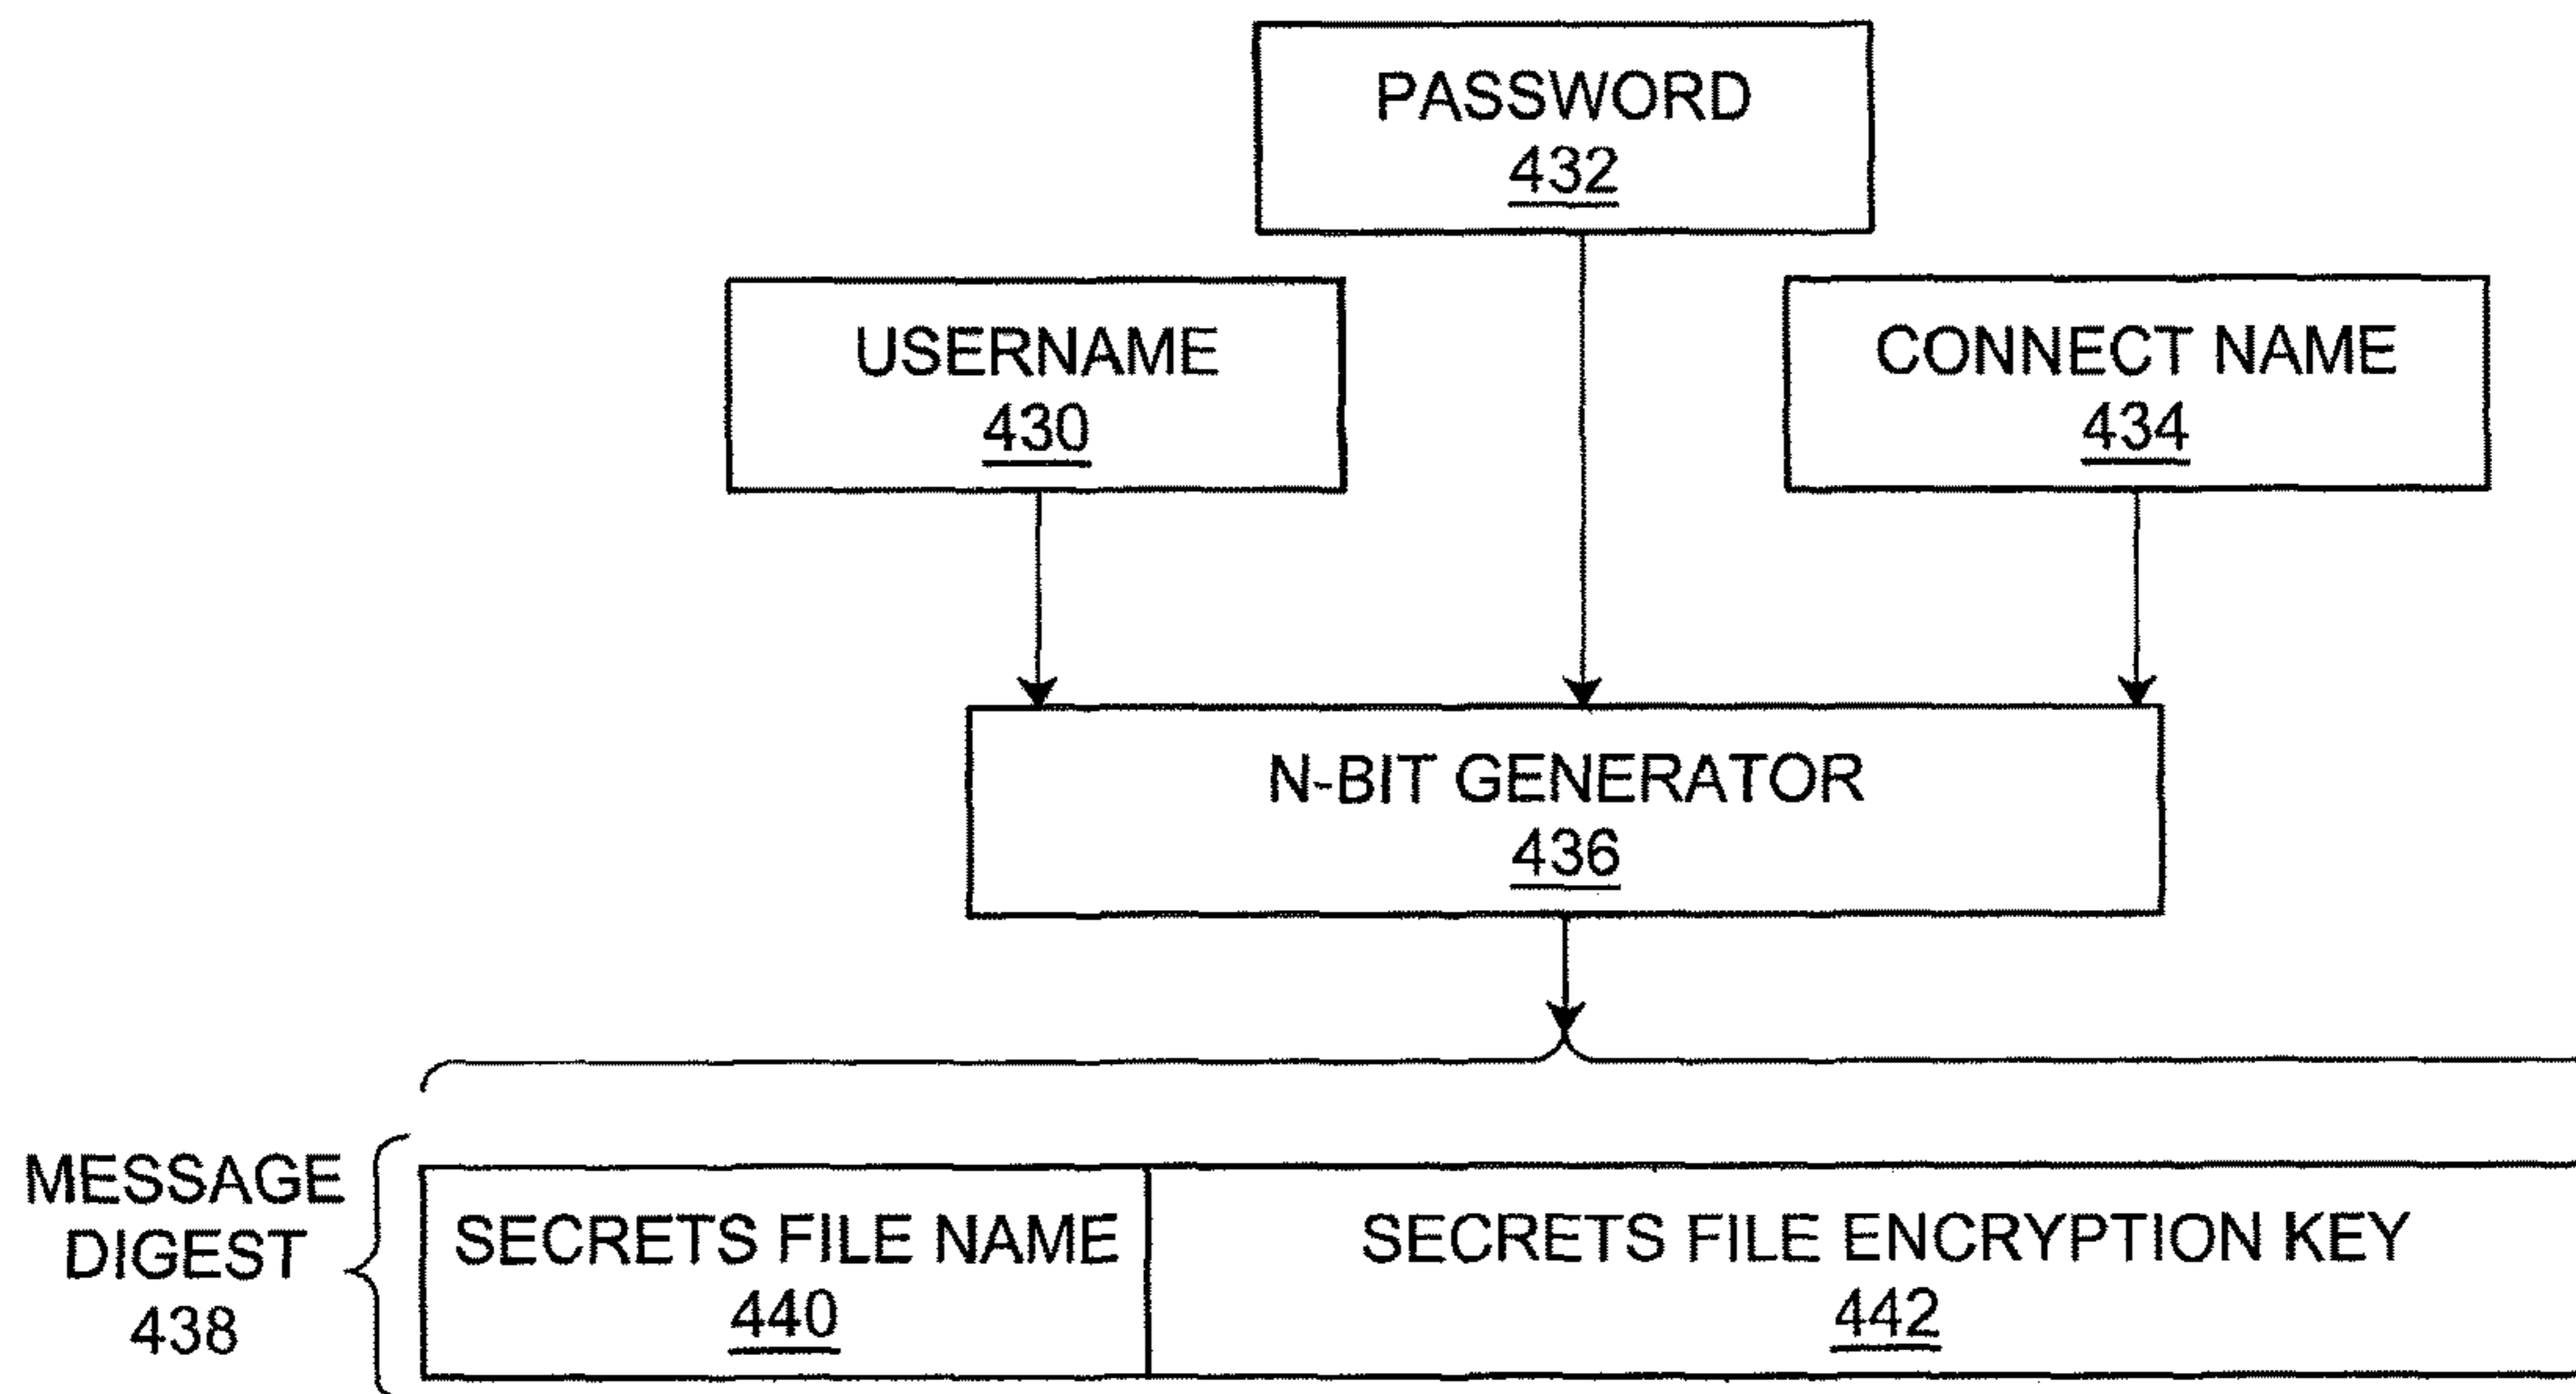 PASSWORD
432
USERNAME
430
CONNECT NAME
434
N-BIT GENERATOR
436
MESSAGE
DIGEST
438
SECRETS FILE NAME
440
SECRETS FILE ENCRYPTION KEY
442